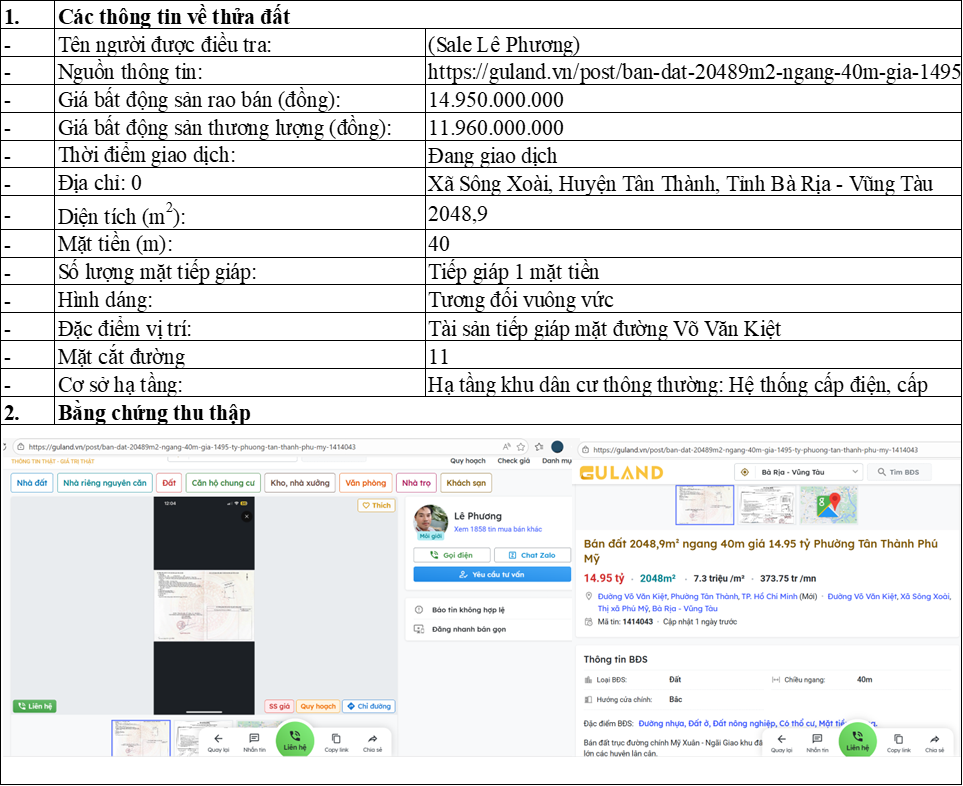 1. Các thông tin về thửa đất
- Tên người được điều tra: (Sale Lê Phương)
- Nguồn thông tin: https://guland.vn/post/ban-dat-20489m2-ngang-40m-gia-1495
- Giá bất động sản rao bán (đồng): 14.950.000.000
- Giá bất động sản thương lượng (đồng): 11.960.000.000
- Thời điểm giao dịch: Đang giao dịch
- Địa chỉ: 0 Xã Sông Xoài, Huyện Tân Thành, Tỉnh Bà Rịa - Vũng Tàu
- Diện tích (m²): 2048,9
- Mặt tiền (m): 40
- Số lượng mặt tiếp giáp: Tiếp giáp 1 mặt tiền
- Hình dáng: Tương đối vuông vức
- Đặc điểm vị trí: Tài sản tiếp giáp mặt đường Võ Văn Kiệt
- Mặt cắt đường 11
- Cơ sở hạ tầng: Hạ tầng khu dân cư thông thường: Hệ thống cấp điện, cấp
2. Bằng chứng thu thập
https://guland.vn/post/ban-dat-20489m2-ngang-40m-gia-1495-ty-phuong-tan-thanh-phu-my-1414043
THÔNG TIN THẬT - GIÁ TRỊ THẬT
Quy hoạch Check giá Danh mụ
Nhà đất Nhà riêng nguyên căn Đất Căn hộ chung cư Kho, nhà xưởng Văn phòng Nhà trọ Khách sạn
12:04
Thích
Lê Phương
Xem 1858 tin mua bán khác
Môi giới
Gọi điện Chat Zalo
Yêu cầu tư vấn
Báo tin không hợp lệ
Đăng nhanh bán gọn
Liên hệ SS giá Quy hoạch Chỉ đường
Quay lại Nhắn tin Liên hệ Copy link Chia sẻ
https://guland.vn/post/ban-dat-20489m2-ngang-40m-gia-1495-ty-phuong-tan-thanh-phu-my-1414043
GULAND Bà Rịa - Vũng Tàu Tìm BĐS
Bán đất 2048,9m² ngang 40m giá 14.95 tỷ Phường Tân Thành Phú
Mỹ
14.95 tỷ · 2048m² · 7.3 triệu /m² · 373.75 tr /mn
Đường Võ Văn Kiệt, Phường Tân Thành, TP. Hồ Chí Minh (Mới) · Đường Võ Văn Kiệt, Xã Sông Xoài,
Thị xã Phú Mỹ, Bà Rịa - Vũng Tàu
Mã tin: 1414043 · Cập nhật 1 ngày trước
Thông tin BĐS
Loại BĐS: Đất Chiều ngang: 40m
Hướng cửa chính: Bắc
Đặc điểm BĐS: Đường nhựa, Đất ở, Đất nông nghiệp, Có thổ cư, Mặt
Bán đất trục đường chính Mỹ Xuân - Ngãi Giao khu
lớn các huyện lân cận.
Quay lại Nhắn tin Liên hệ Copy link Chia sẻ